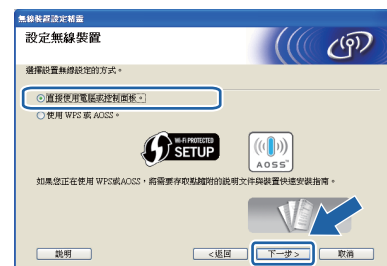 無線裝置設定精靈
設定無線裝置
選擇設置無線設定的方式。
直接使用電腦或控制面板。
使用 WPS 或 AOSS。
WI-FI PROTECTED
SETUP
AOSS
如果您正在使用 WPS或AOSS，將需要存取點隨附的說明文件與裝置快速安裝指南。
說明
<返回
下一步 >
取消